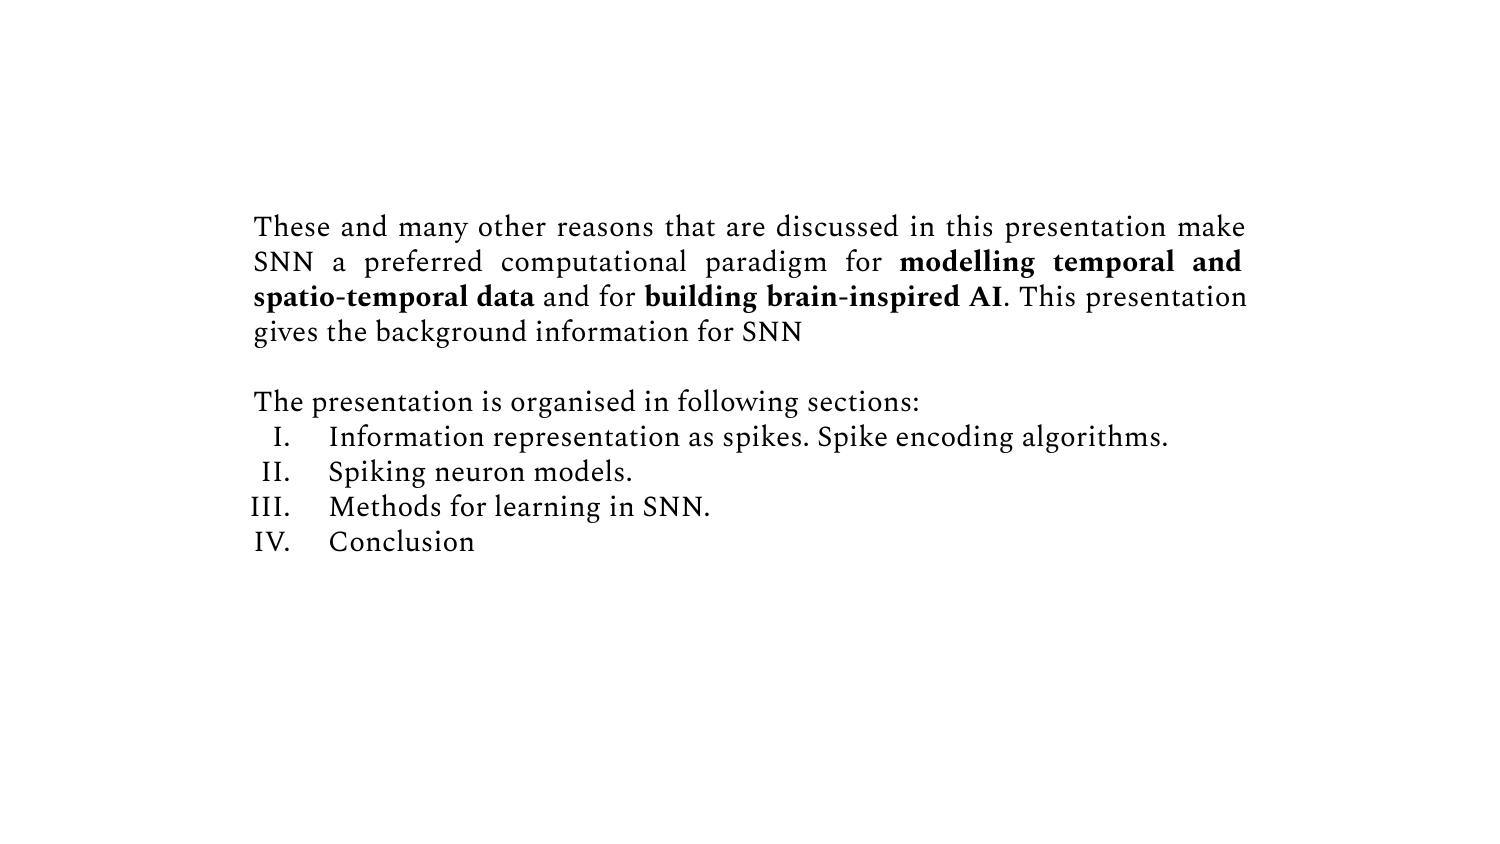 These and many other reasons that are discussed in this presentation make
SNN a preferred computational paradigm for modelling temporal and
spatio-temporal data and for building brain-inspired AI. This presentation
gives the background information for SNN
The presentation is organised in following sections:
I. Information representation as spikes. Spike encoding algorithms.
II. Spiking neuron models.
III. Methods for learning in SNN.
IV. Conclusion